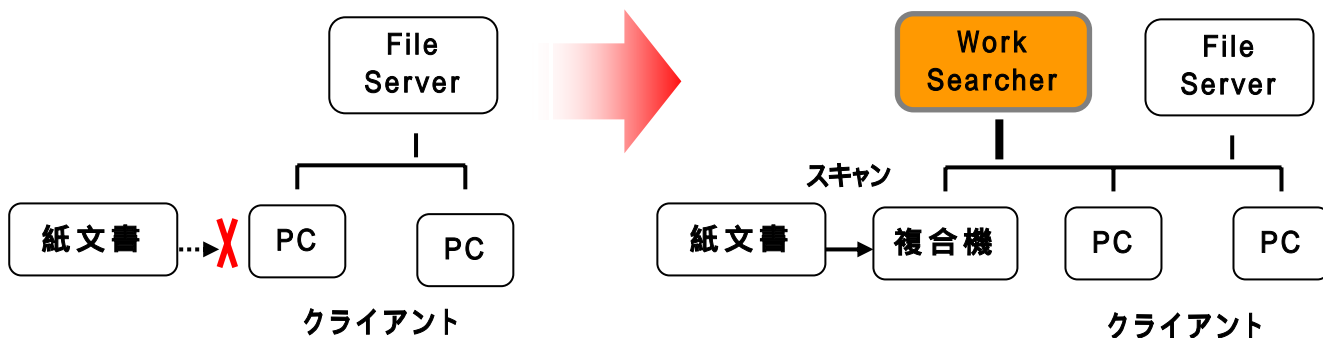 File
Server
紙文書
PC
PC
クライアント
Work
Searcher
File
Server
スキャン
紙文書
複合機
PC
PC
クライアント